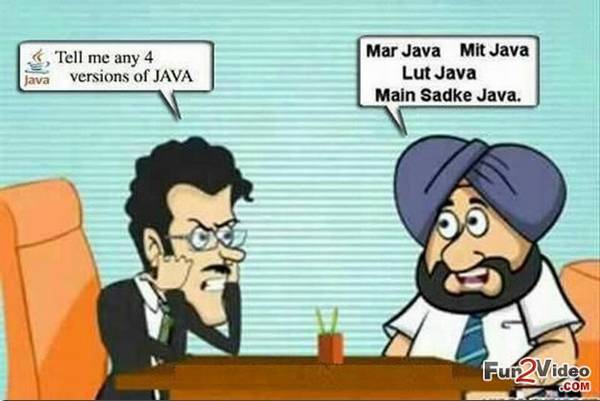 Tell me any 4
versions of JAVA
Java
Mar Java Mit Java
Lut Java
Main Sadke Java.
Fun2Video
.com